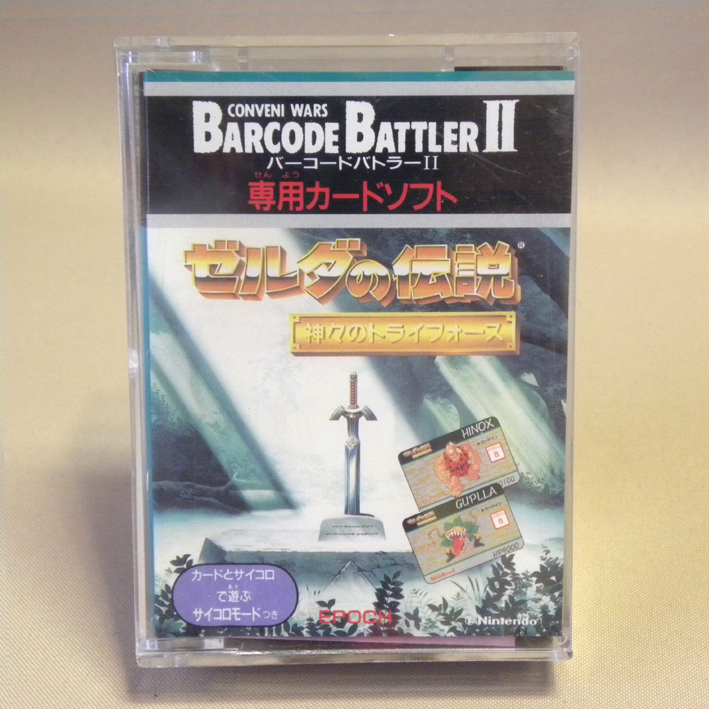 CONVENI WARS
BARCODE BATTLER II
バーコードバトラーII
せん よう
専用カードソフト
ゼルダの伝説®
神々のトライフォース
HINOX
GUPLLA
HP9000
カードとサイコロ
あそ
で遊ぶ
サイコロモードつき
EPOCH
©Nintendo